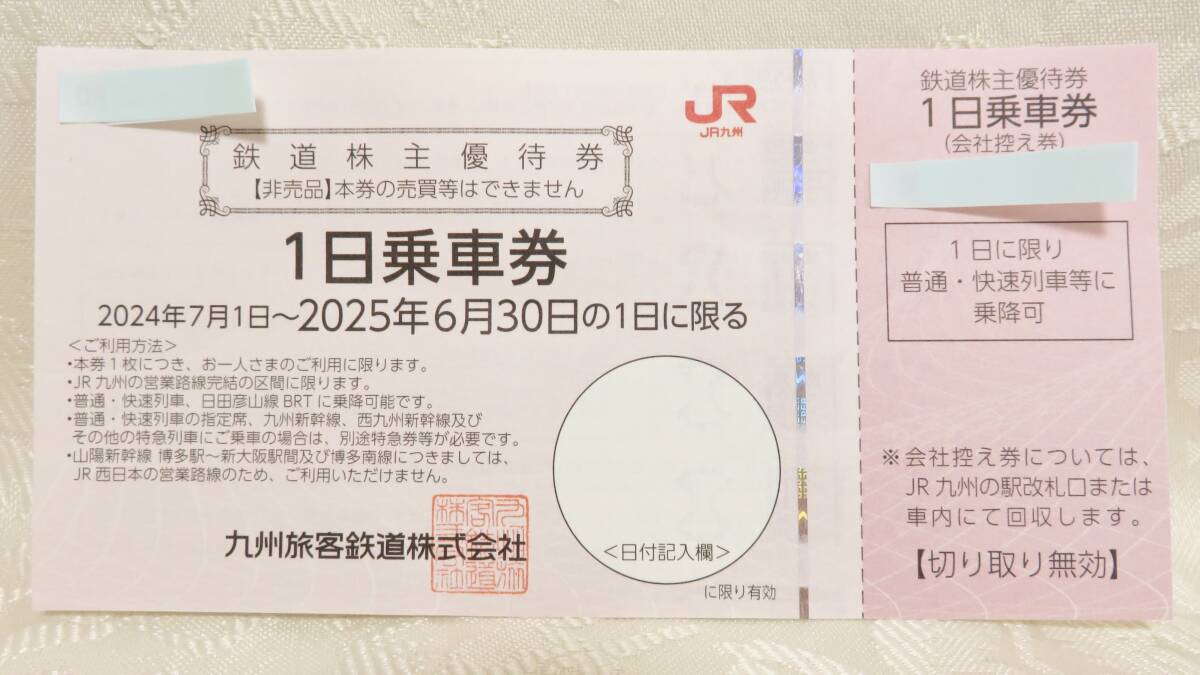 JR
JR九州
鉄道株主優待券
【非売品】本券の売買等はできません
1日乗車券
2024年7月1日～2025年6月30日の1日に限る
＜ご利用方法＞
・本券1枚につき、お一人さまのご利用に限ります。
・JR九州の営業路線完結の区間に限ります。
・普通・快速列車、日田彦山線BRTに乗降可能です。
・普通・快速列車の指定席、九州新幹線、西九州新幹線及び
その他の特急列車にご乗車の場合は、別途特急券等が必要です。
・山陽新幹線 博多駅～新大阪駅間及び博多南線につきましては、
JR西日本の営業路線のため、ご利用いただけません。
九州旅客鉄道株式会社
＜日付記入欄＞
に限り有効
鉄道株主優待券
1日乗車券
(会社控え券)
1日に限り
普通・快速列車等に
乗降可
※会社控え券については、
JR九州の駅改札口または
車内にて回収します。
【切り取り無効】